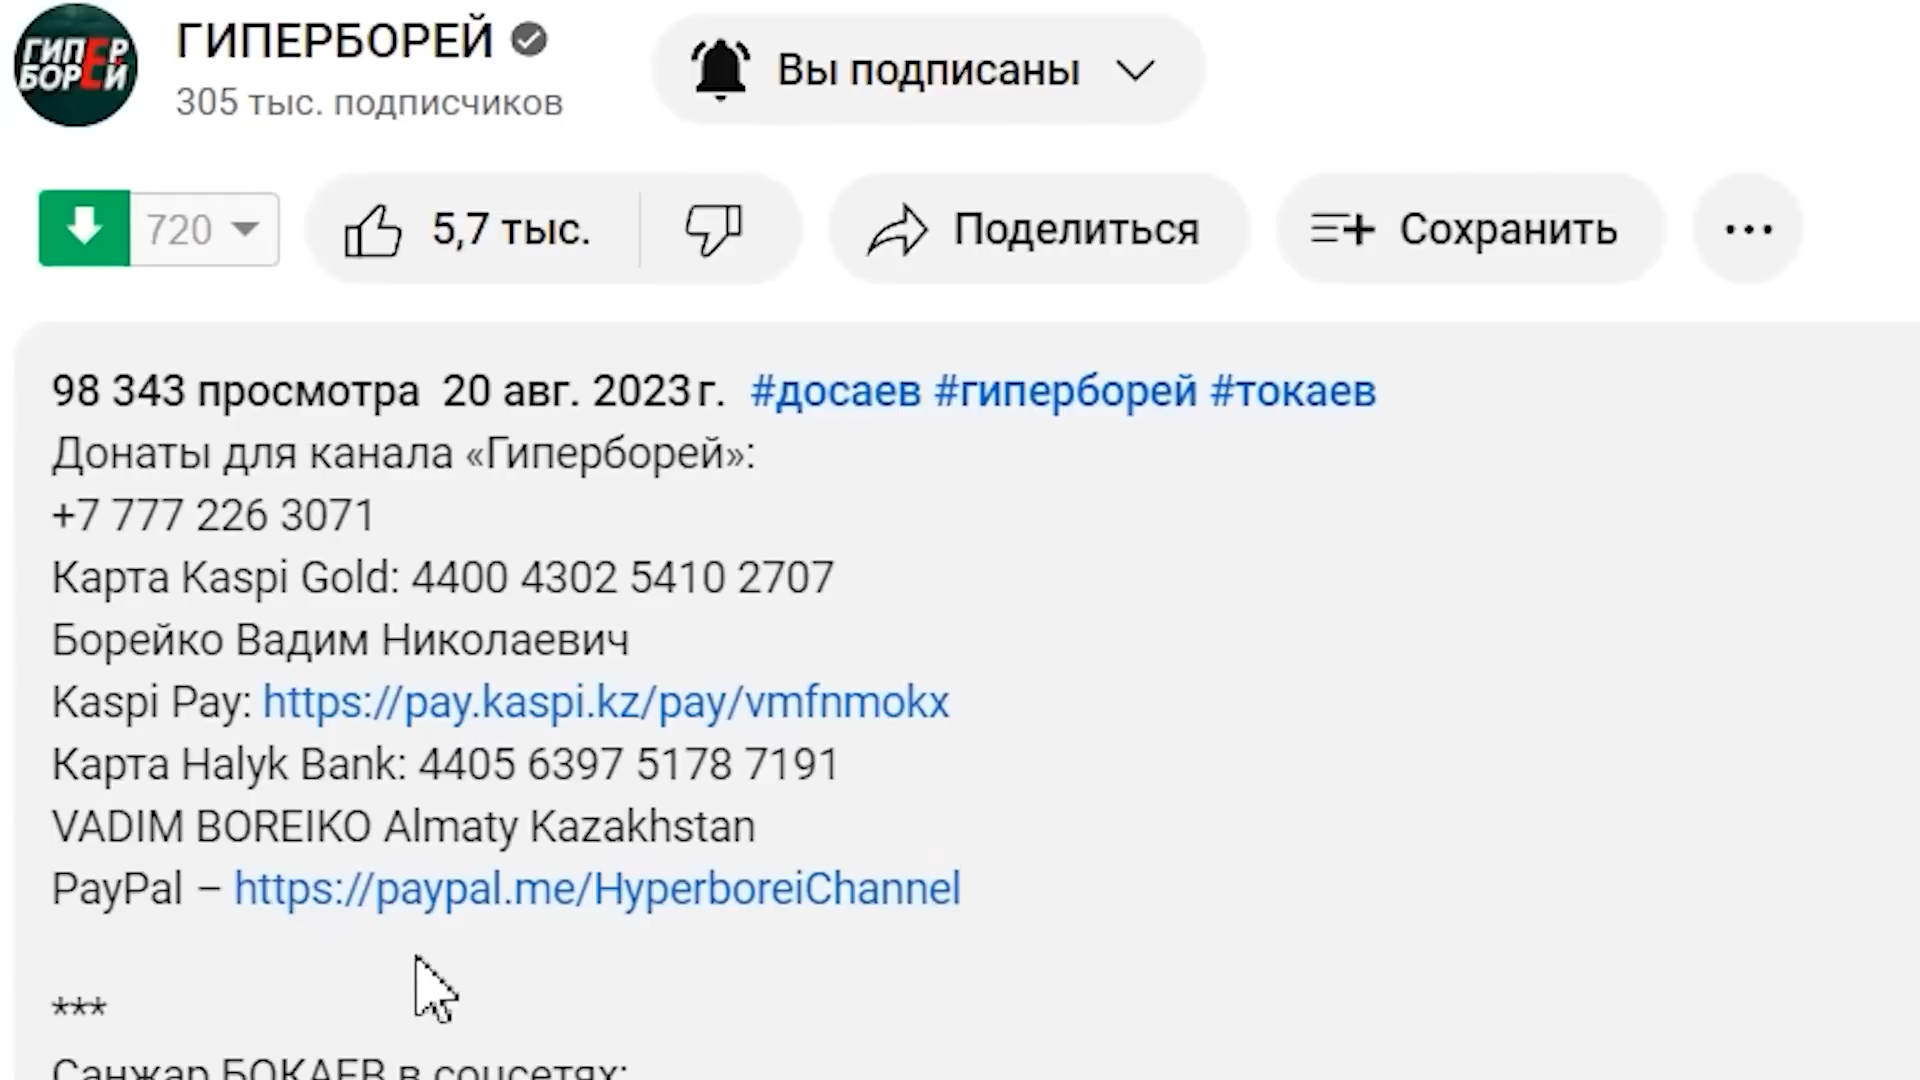 ГИПЕР
БОРЕЙ
ГИПЕРБОРЕЙ
305 тыс. подписчиков
Вы подписаны
720
5,7 тыс.
Поделиться
Сохранить
98 343 просмотра 20 авг. 2023 г. #досаев #гиперборей #токаев
Донаты для канала «Гиперборей»:
+7 777 226 3071
Карта Kaspi Gold: 4400 4302 5410 2707
Борейко Вадим Николаевич
Kaspi Pay: https://pay.kaspi.kz/pay/vmfnmokx
Карта Halyk Bank: 4405 6397 5178 7191
VADIM BOREIKO Almaty Kazakhstan
PayPal – https://paypal.me/HyperboreiChannel
***
Санжар БОКАЕВ в соцсетях: